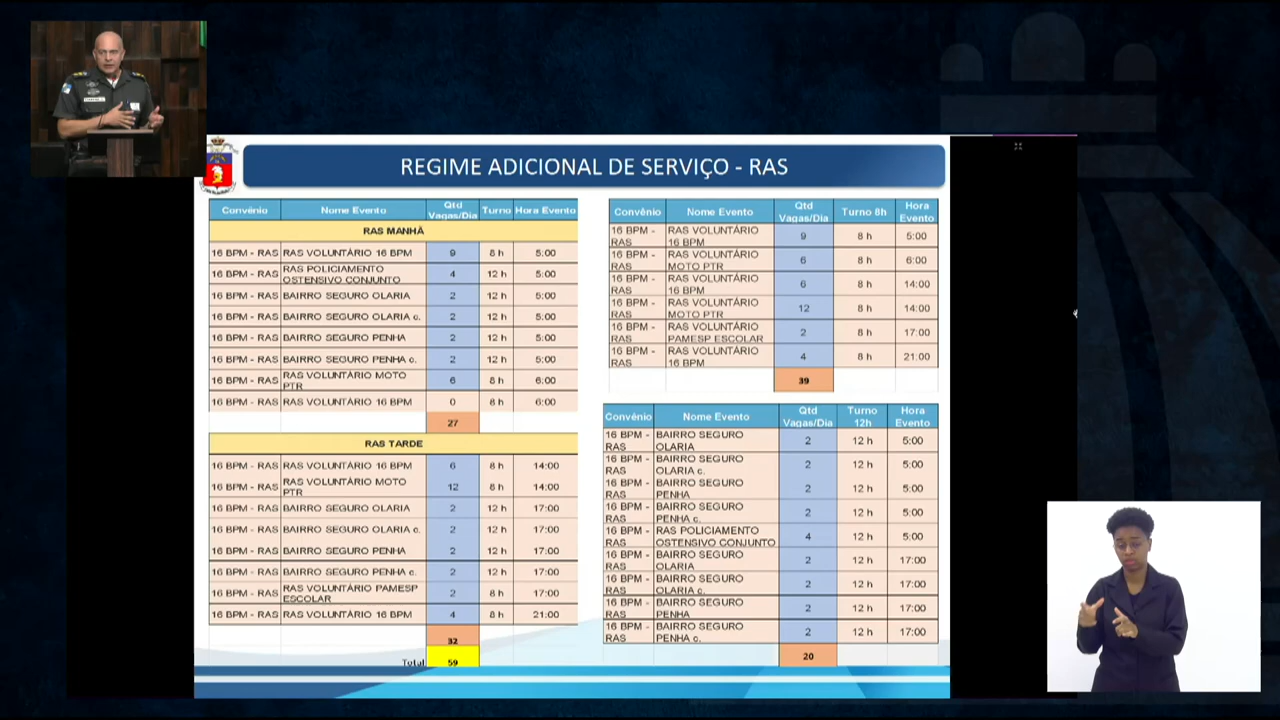 REGIME ADICIONAL DE SERVIÇO - RAS
Convênio Nome Evento Qtd Vagas/Dia Turno Hora Evento
RAS MANHÃ
16 BPM - RAS RAS VOLUNTÁRIO 16 BPM 9 8 h 5:00
16 BPM - RAS RAS POLICIAMENTO OSTENSIVO CONJUNTO 4 12 h 5:00
16 BPM - RAS BAIRRO SEGURO OLARIA 2 12 h 5:00
16 BPM - RAS BAIRRO SEGURO OLARIA c. 2 12 h 5:00
16 BPM - RAS BAIRRO SEGURO PENHA 2 12 h 5:00
16 BPM - RAS BAIRRO SEGURO PENHA c. 2 12 h 5:00
16 BPM - RAS RAS VOLUNTÁRIO MOTO PTR 6 8 h 6:00
16 BPM - RAS RAS VOLUNTÁRIO 16 BPM 0 8 h 6:00
27
RAS TARDE
16 BPM - RAS RAS VOLUNTÁRIO 16 BPM 6 8 h 14:00
16 BPM - RAS RAS VOLUNTÁRIO MOTO PTR 12 8 h 14:00
16 BPM - RAS BAIRRO SEGURO OLARIA 2 12 h 17:00
16 BPM - RAS BAIRRO SEGURO OLARIA c. 2 12 h 17:00
16 BPM - RAS BAIRRO SEGURO PENHA 2 12 h 17:00
16 BPM - RAS BAIRRO SEGURO PENHA c. 2 12 h 17:00
16 BPM - RAS RAS VOLUNTÁRIO PAMESP ESCOLAR 2 8 h 17:00
16 BPM - RAS RAS VOLUNTÁRIO 16 BPM 4 8 h 21:00
32
Total 59
Convênio Nome Evento Qtd Vagas/Dia Turno 8h Hora Evento
16 BPM - RAS RAS VOLUNTÁRIO 16 BPM 9 8 h 5:00
16 BPM - RAS RAS VOLUNTÁRIO MOTO PTR 6 8 h 6:00
16 BPM - RAS RAS VOLUNTÁRIO 16 BPM 6 8 h 14:00
16 BPM - RAS RAS VOLUNTÁRIO MOTO PTR 12 8 h 14:00
16 BPM - RAS RAS VOLUNTÁRIO PAMESP ESCOLAR 2 8 h 17:00
16 BPM - RAS RAS VOLUNTÁRIO 16 BPM 4 8 h 21:00
39
Convênio Nome Evento Qtd Vagas/Dia Turno 12h Hora Evento
16 BPM - RAS BAIRRO SEGURO OLARIA 2 12 h 5:00
16 BPM - RAS BAIRRO SEGURO OLARIA c. 2 12 h 5:00
16 BPM - RAS BAIRRO SEGURO PENHA 2 12 h 5:00
16 BPM - RAS BAIRRO SEGURO PENHA c. 2 12 h 5:00
16 BPM - RAS RAS POLICIAMENTO OSTENSIVO CONJUNTO 4 12 h 5:00
16 BPM - RAS BAIRRO SEGURO OLARIA 2 12 h 17:00
16 BPM - RAS BAIRRO SEGURO OLARIA c. 2 12 h 17:00
16 BPM - RAS BAIRRO SEGURO PENHA 2 12 h 17:00
16 BPM - RAS BAIRRO SEGURO PENHA c. 2 12 h 17:00
20